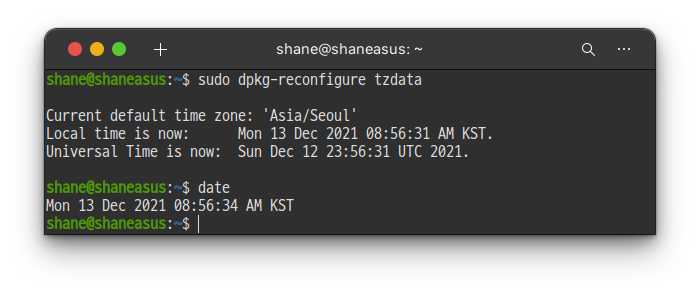 shane@shaneasus: ~
shane@shaneasus:~$ sudo dpkg-reconfigure tzdata
Current default time zone: 'Asia/Seoul'
Local time is now:      Mon 13 Dec 2021 08:56:31 AM KST.
Universal Time is now:  Sun Dec 12 23:56:31 UTC 2021.
shane@shaneasus:~$ date
Mon 13 Dec 2021 08:56:34 AM KST
shane@shaneasus:~$